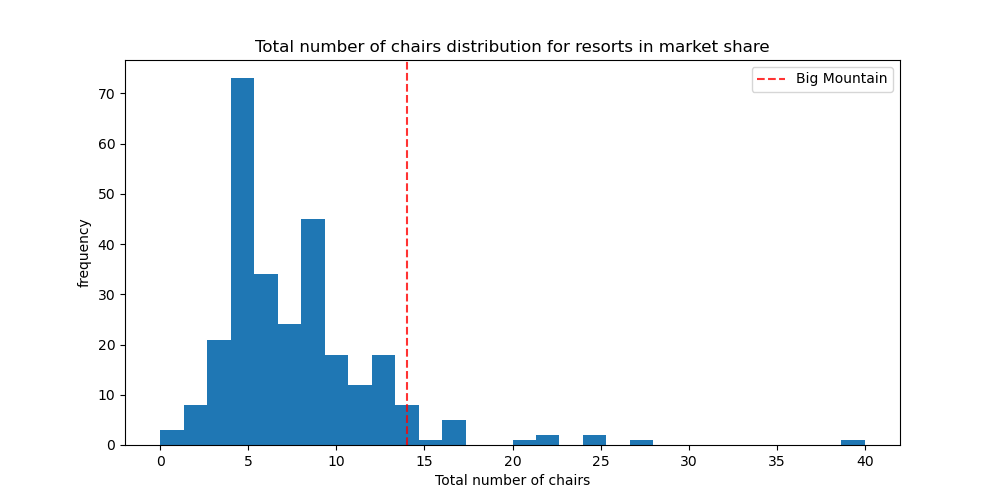 Total number of chairs distribution for resorts in market share
Big Mountain
70
60
50
40
30
20
10
0
frequency
0 5 10 15 20 25 30 35 40
Total number of chairs